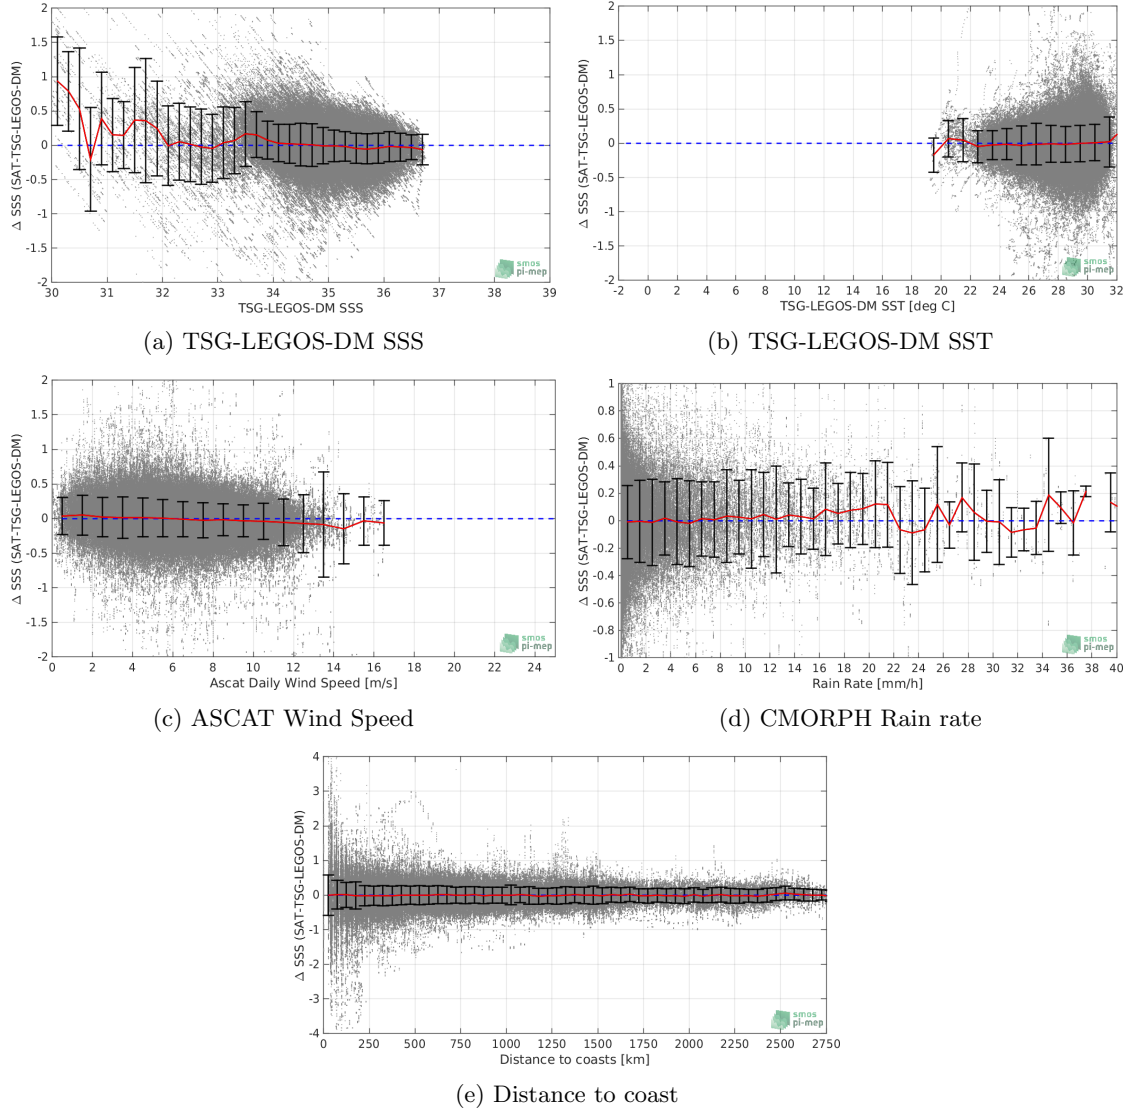 2
1.5
1
0.5
0
-0.5
-1
-1.5
-2
Δ SSS (SAT-TSG-LEGOS-DM)
30 31 32 33 34 35 36 37 38 39
TSG-LEGOS-DM SSS
smos
pi-mep
(a) TSG-LEGOS-DM SSS
2
1.5
1
0.5
0
-0.5
-1
-1.5
-2
Δ SSS (SAT-TSG-LEGOS-DM)
-2 0 2 4 6 8 10 12 14 16 18 20 22 24 26 28 30 32
TSG-LEGOS-DM SST [deg C]
smos
pi-mep
(b) TSG-LEGOS-DM SST
2
1.5
1
0.5
0
-0.5
-1
-1.5
-2
Δ SSS (SAT-TSG-LEGOS-DM)
0 2 4 6 8 10 12 14 16 18 20 22 24
Ascat Daily Wind Speed [m/s]
smos
pi-mep
(c) ASCAT Wind Speed
1
0.8
0.6
0.4
0.2
0
-0.2
-0.4
-0.6
-0.8
-1
Δ SSS (SAT-TSG-LEGOS-DM)
0 2 4 6 8 10 12 14 16 18 20 22 24 26 28 30 32 34 36 38 40
Rain Rate [mm/h]
smos
pi-mep
(d) CMORPH Rain rate
4
3
2
1
0
-1
-2
-3
-4
Δ SSS (SAT-TSG-LEGOS-DM)
0 250 500 750 1000 1250 1500 1750 2000 2250 2500 2750
Distance to coasts [km]
smos
pi-mep
(e) Distance to coast